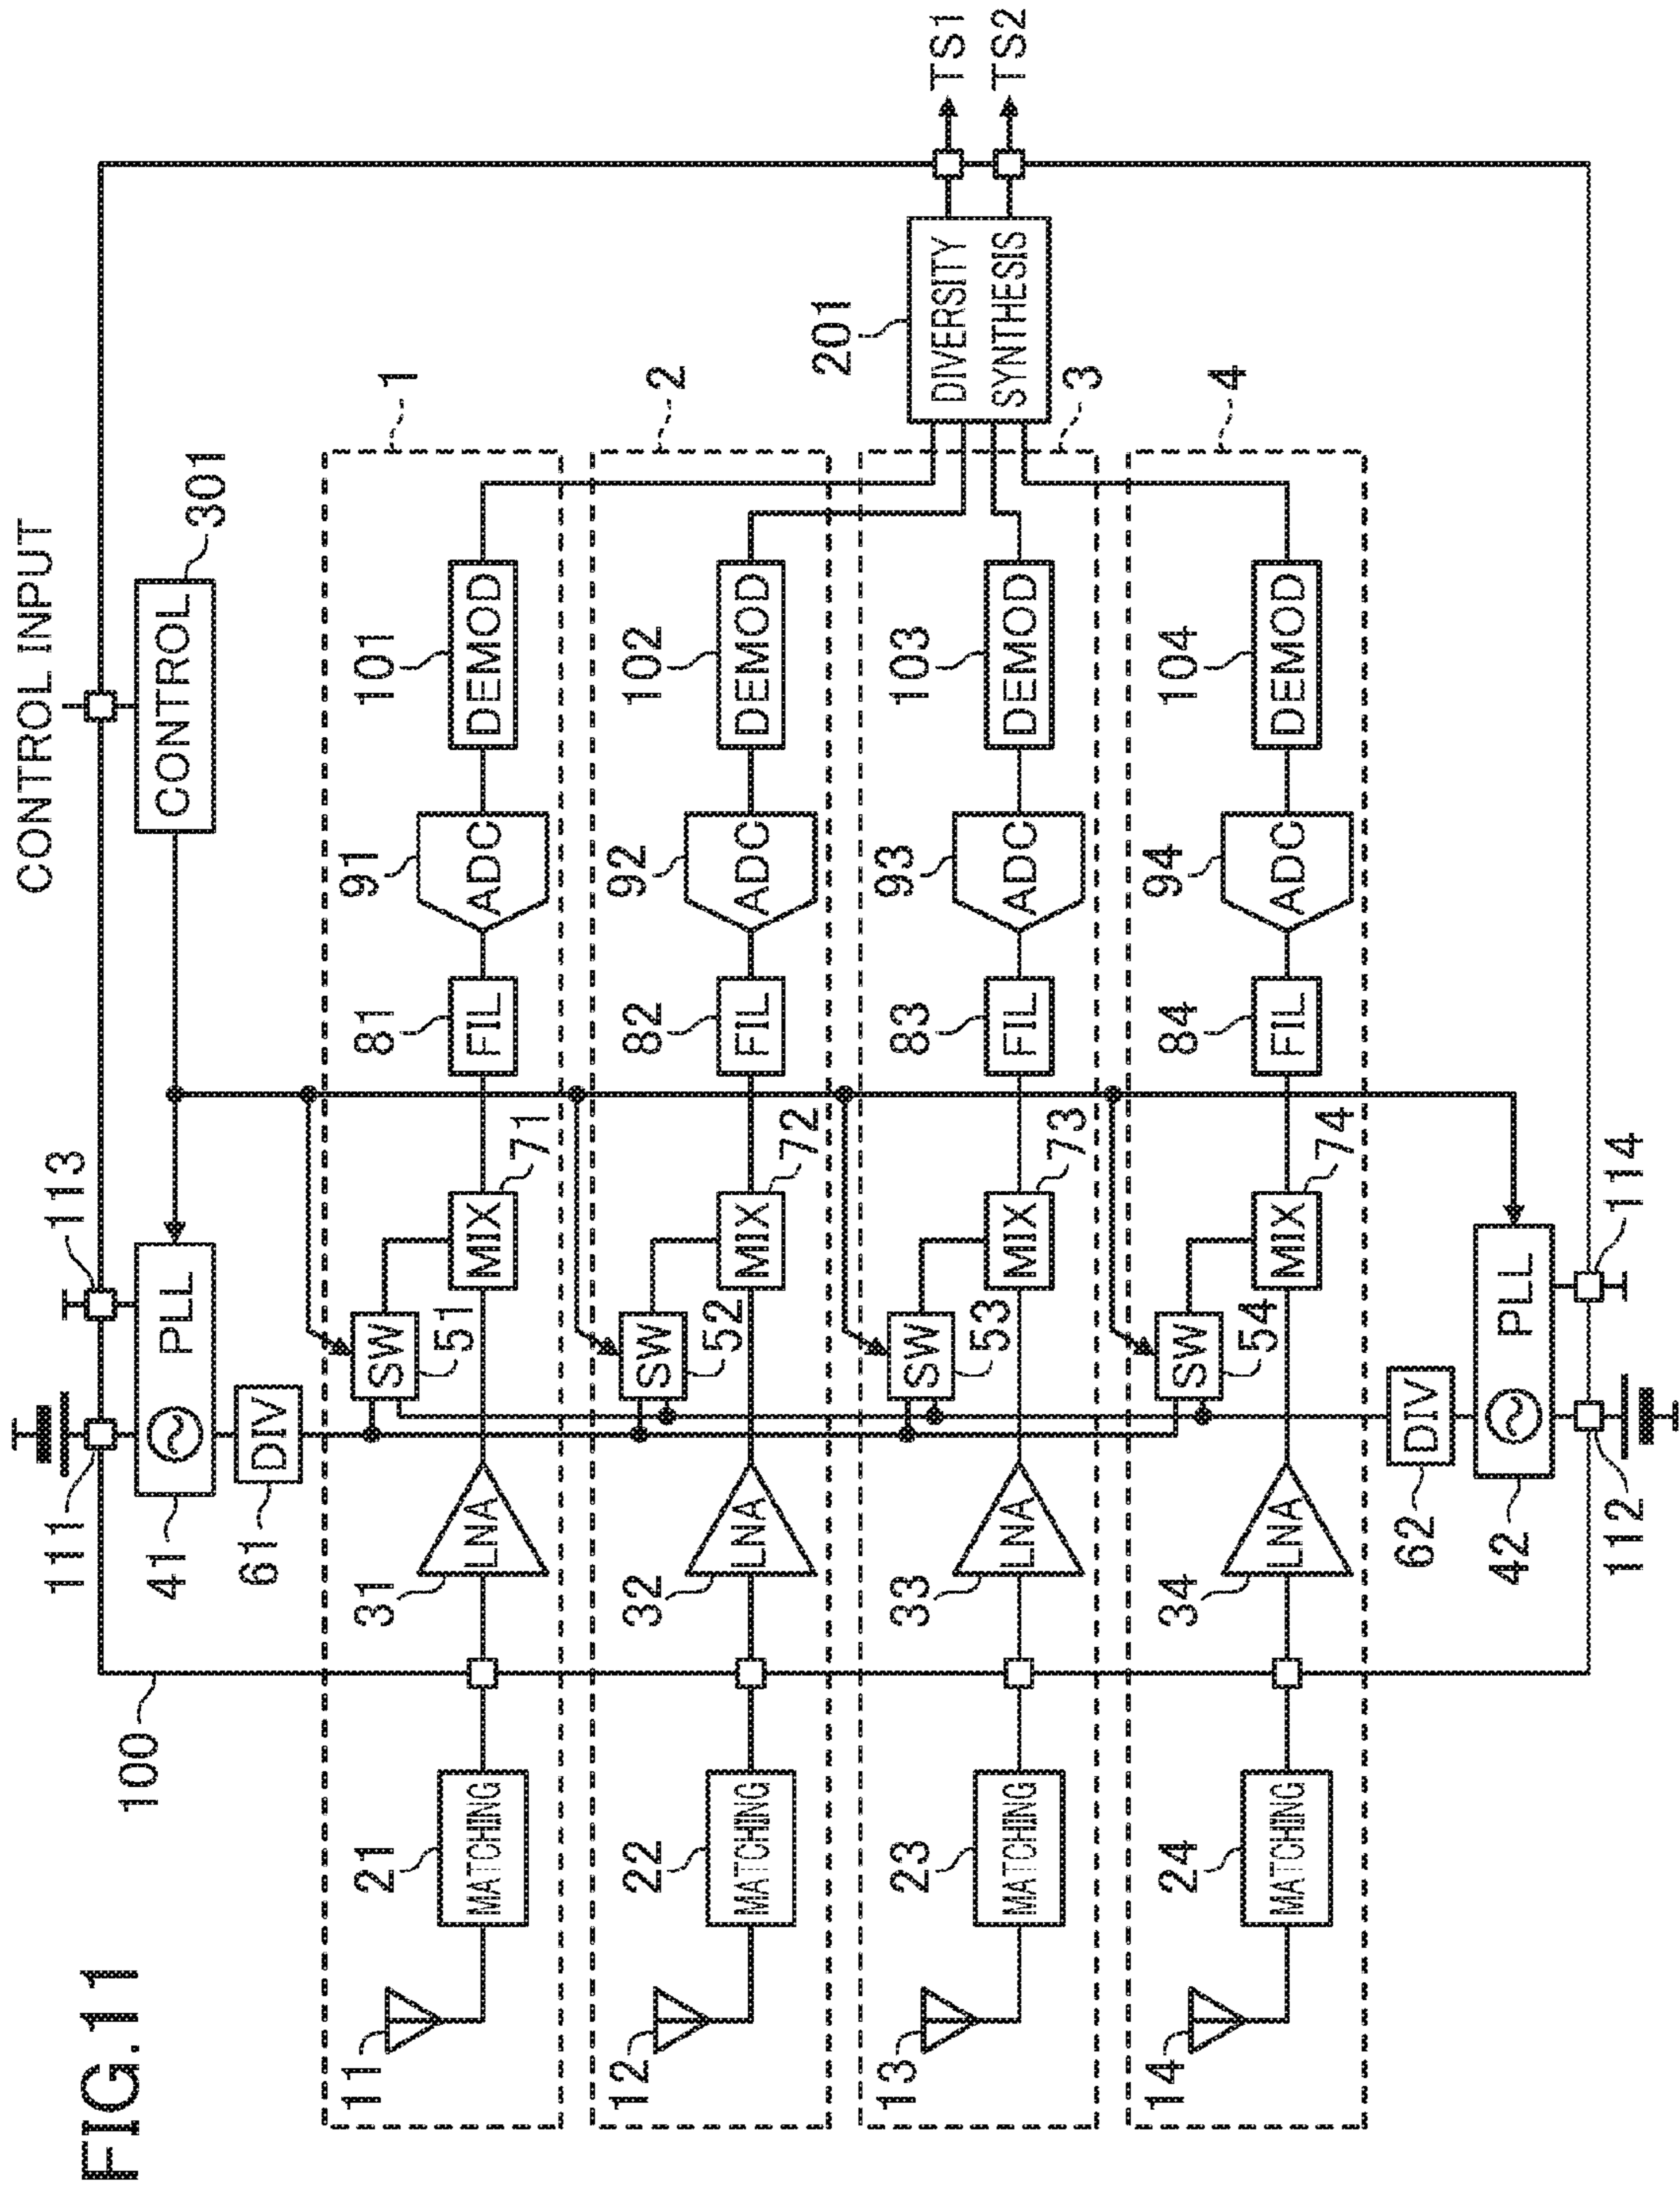 FIG.11
CONTROL INPUT
111
113
41
PLL
CONTROL
301
61
DIV
100
1
11
21
MATCHING
31
LNA
SW
51
MIX
71
81
FIL
91
ADC
101
DEMOD
2
12
22
MATCHING
32
LNA
SW
52
MIX
72
82
FIL
92
ADC
102
DEMOD
201
DIVERSITY
SYNTHESIS
TS1
TS2
3
13
23
MATCHING
33
LNA
SW
53
MIX
73
83
FIL
93
ADC
103
DEMOD
4
14
24
MATCHING
34
LNA
SW
54
MIX
74
84
FIL
94
ADC
104
DEMOD
62
DIV
42
PLL
112
114